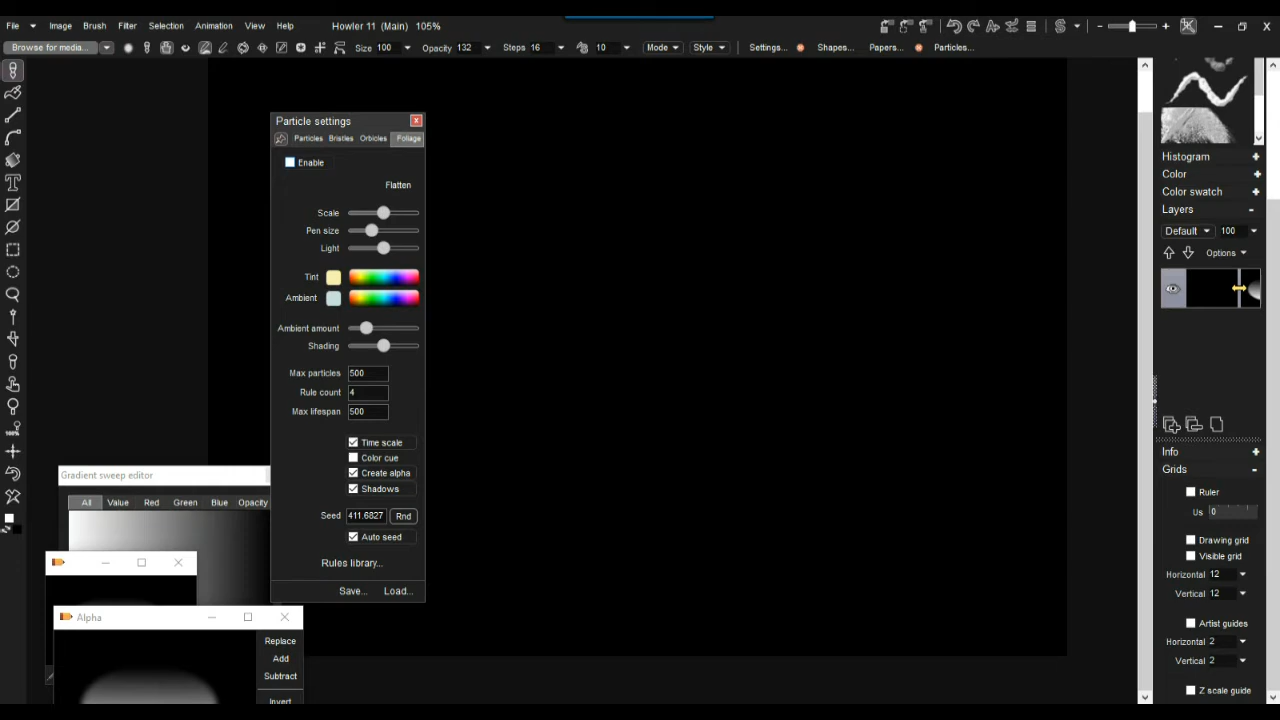 File Image Brush Filter Selection Animation View Help Howler 11 (Main) 105%
Browse for media... Size 100 Opacity 132 Steps 16 10 Mode Style Settings... Shapes... Papers... Particles...
Particle settings
Particles Bristles Orbicles Foliage
Enable
Flatten
Scale
Pen size
Light
Tint
Ambient
Ambient amount
Shading
Max particles 500
Rule count 4
Max lifespan 500
Time scale
Color cue
Create alpha
Shadows
Seed 411.6827 Rnd
Auto seed
Rules library...
Save... Load...
Gradient sweep editor
All Value Red Green Blue Opacity
Alpha
Replace
Add
Subtract
Invert
Histogram
Color
Color swatch
Layers
Default 100
Options
Info
Grids
Ruler
Us 0
Drawing grid
Visible grid
Horizontal 12
Vertical 12
Artist guides
Horizontal 2
Vertical 2
Z scale guide